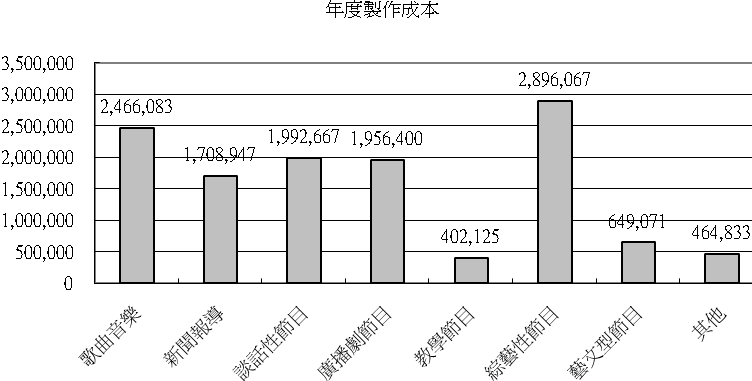 年度製作成本
3,500,000
3,000,000
2,500,000
2,000,000
1,500,000
1,000,000
500,000
0
2,466,083
1,708,947
1,992,667
1,956,400
402,125
2,896,067
649,071
464,833
歌曲音樂
新聞報導
談話性節目
廣播劇節目
教學節目
綜藝性節目
藝文型節目
其他